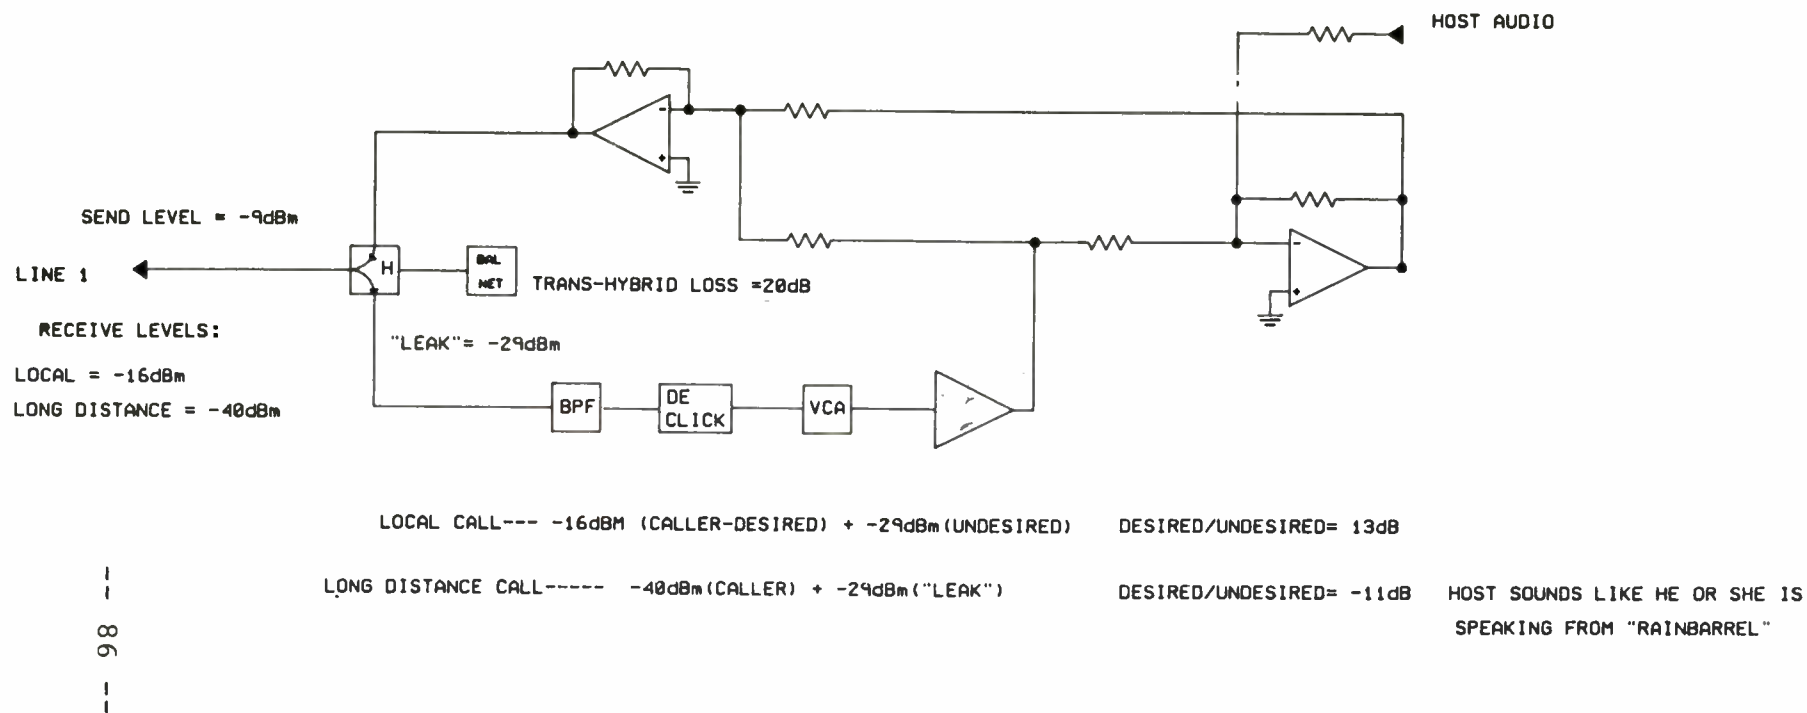 HOST AUDIO
-
+
SEND LEVEL = -9dBm
H
BAL
NET
TRANS-HYBRID LOSS =20dB
LINE 1
-
+
RECEIVE LEVELS:
"LEAK"= -29dBm
LOCAL = -16dBm
LONG DISTANCE = -40dBm
BPF
DE
CLICK
VCA
LOCAL CALL--- -16dBM (CALLER-DESIRED) + -29dBm(UNDESIRED) DESIRED/UNDESIRED= 13dB
LONG DISTANCE CALL----- -40dBm(CALLER) + -29dBm("LEAK") DESIRED/UNDESIRED= -11dB HOST SOUNDS LIKE HE OR SHE IS
SPEAKING FROM "RAINBARREL"
-- 86 --